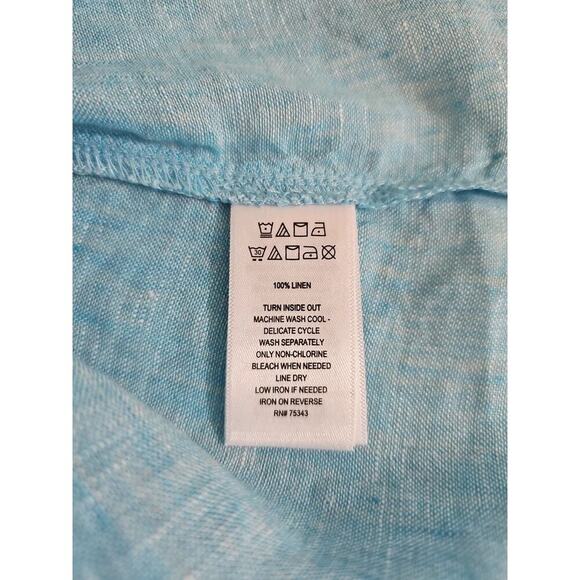 30
100% LINEN
TURN INSIDE OUT
MACHINE WASH COOL -
DELICATE CYCLE
WASH SEPARATELY
ONLY NON-CHLORINE
BLEACH WHEN NEEDED
LINE DRY
LOW IRON IF NEEDED
IRON ON REVERSE
RN# 75343